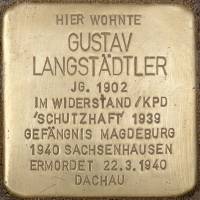 HIER WOHNTE
GUSTAV
LANGSTÄDTLER
JG. 1902
IM WIDERSTAND / KPD
'SCHUTZHAFT' 1939
GEFÄNGNIS MAGDEBURG
1940 SACHSENHAUSEN
ERMORDET 22.3.1940
DACHAU